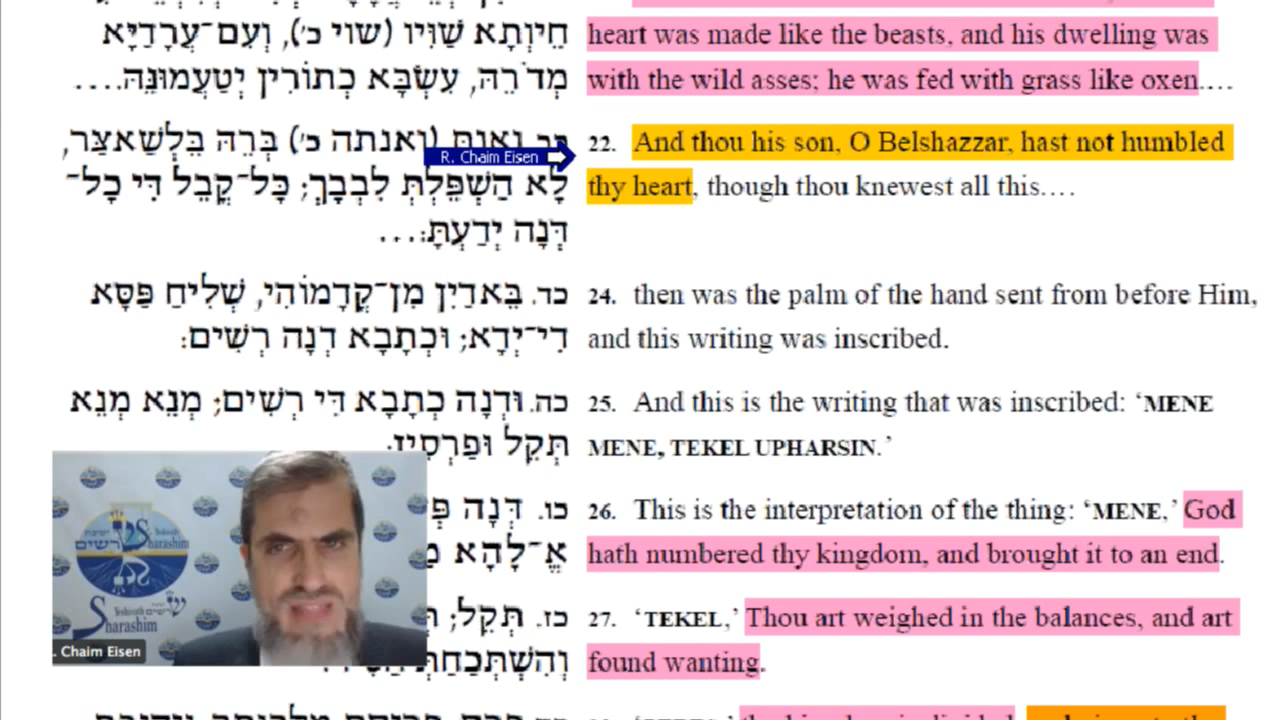 חֵיוְתָא שַׁוִּיו (שוי כ׳), וְעִם־עֲרָדַיָּא
מְדֹרֵהּ, עִשְׂבָּא כְתוֹרִין יְטַעֲמוּנֵּהּ....
(ואנתה כ׳) בְּרֵהּ בֵּלְשַׁאצַּר,
לָא הַשְׁפֵּלְתְּ לִבְבָךְ; כָּל־קֳבֵל דִּי כָל־
דְּנָה יְדַעְתָּ:...
כד. בֵּאדַיִן מִן־קֳדָמוֹהִי, שְׁלִיחַ פַּסָּא
דִי־יְדָא; וּכְתָבָא דְנָה רְשִׁים:
כה. וּדְנָה כְתָבָא דִּי רְשִׁים; מְנֵא מְנֵא
תְּקֵל וּפַרְסִין:
כו. דְּנָה
אֱ־לָהָא
כז. תְּקֵל;
heart was made like the beasts, and his dwelling was
with the wild asses; he was fed with grass like oxen....
22. And thou his son, O Belshazzar, hast not humbled
thy heart, though thou knewest all this....
24. then was the palm of the hand sent from before Him,
and this writing was inscribed.
25. And this is the writing that was inscribed: ‘MENE
MENE, TEKEL UPHARSIN.’
26. This is the interpretation of the thing: ‘MENE,’ God
hath numbered thy kingdom, and brought it to an end.
27. ‘TEKEL,’ Thou art weighed in the balances, and art
found wanting.
R. Chaim Eisen
Yeshivath
Sharashim
ישיבת
שרשים
Yeshivath
Sharashim
. Chaim Eisen